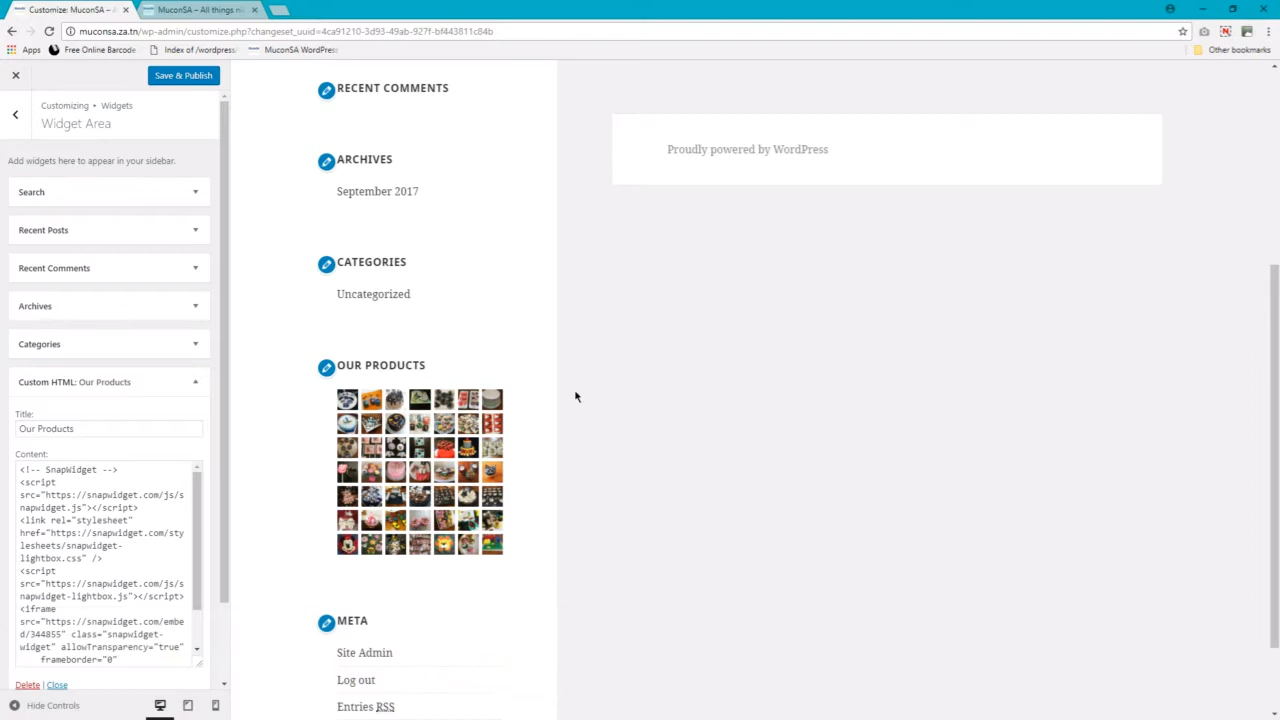 Customize: MuconSA – A
MuconSA – All things ni
muconsa.za.tn/wp-admin/customize.php?changeset_uuid=4ca91210-3d93-49ab-927f-bf443811c84b
Apps
Free Online Barcode
Index of /wordpress
MuconSA WordPress
Other bookmarks
Save & Publish
Customizing ▸ Widgets
Widget Area
Add widgets here to appear in your sidebar.
Search
Recent Posts
Recent Comments
Archives
Categories
Custom HTML: Our Products
Title:
Our Products
Content:
<!-- SnapWidget -->
<script
src="https://snapwidget.com/js/s
napwidget.js"></script>
<link rel="stylesheet"
href="https://snapwidget.com/sty
lesheets/snapwidget-
lightbox.css" />
<script
src="https://snapwidget.com/js/s
napwidget-lightbox.js"></script>
<iframe
src="https://snapwidget.com/embe
d/344855" class="snapwidget-
widget" allowTransparency="true"
frameborder="0"
Delete | Close
Hide Controls
RECENT COMMENTS
ARCHIVES
September 2017
CATEGORIES
Uncategorized
OUR PRODUCTS
META
Site Admin
Log out
Entries RSS
Proudly powered by WordPress